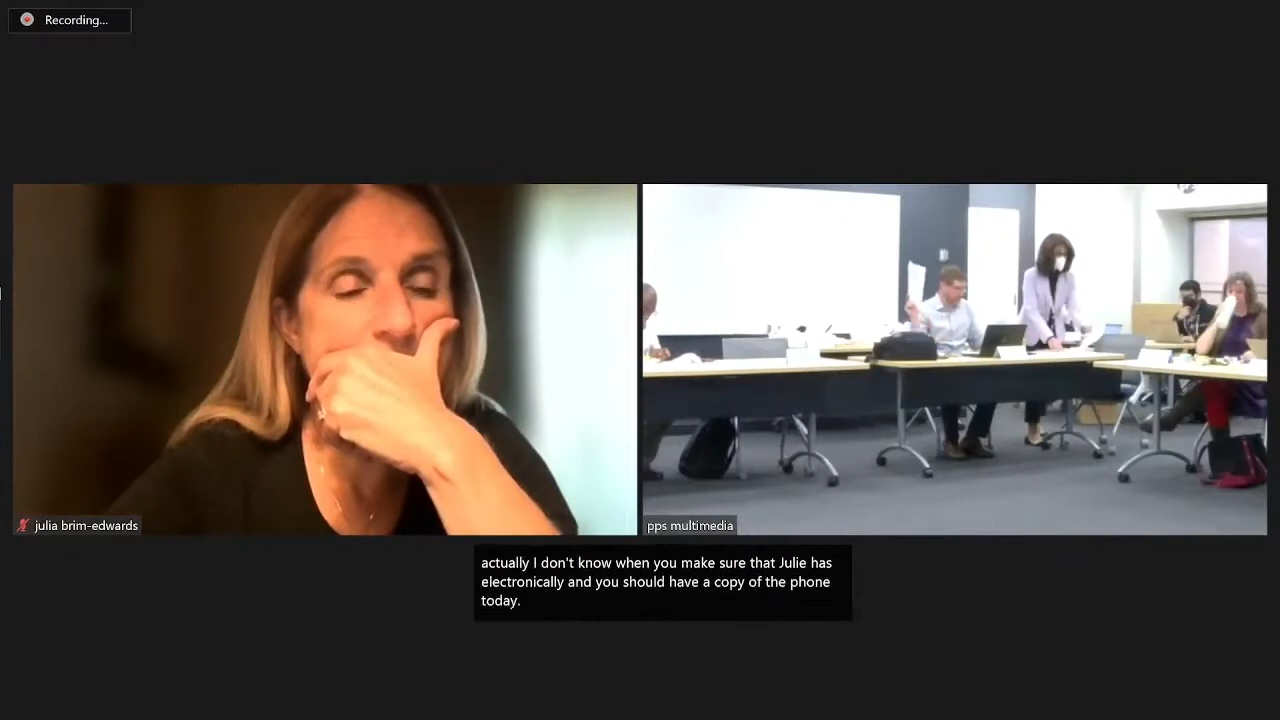 Recording...
julia brim-edwards
pps multimedia
actually I don't know when you make sure that Julie has
electronically and you should have a copy of the phone
today.